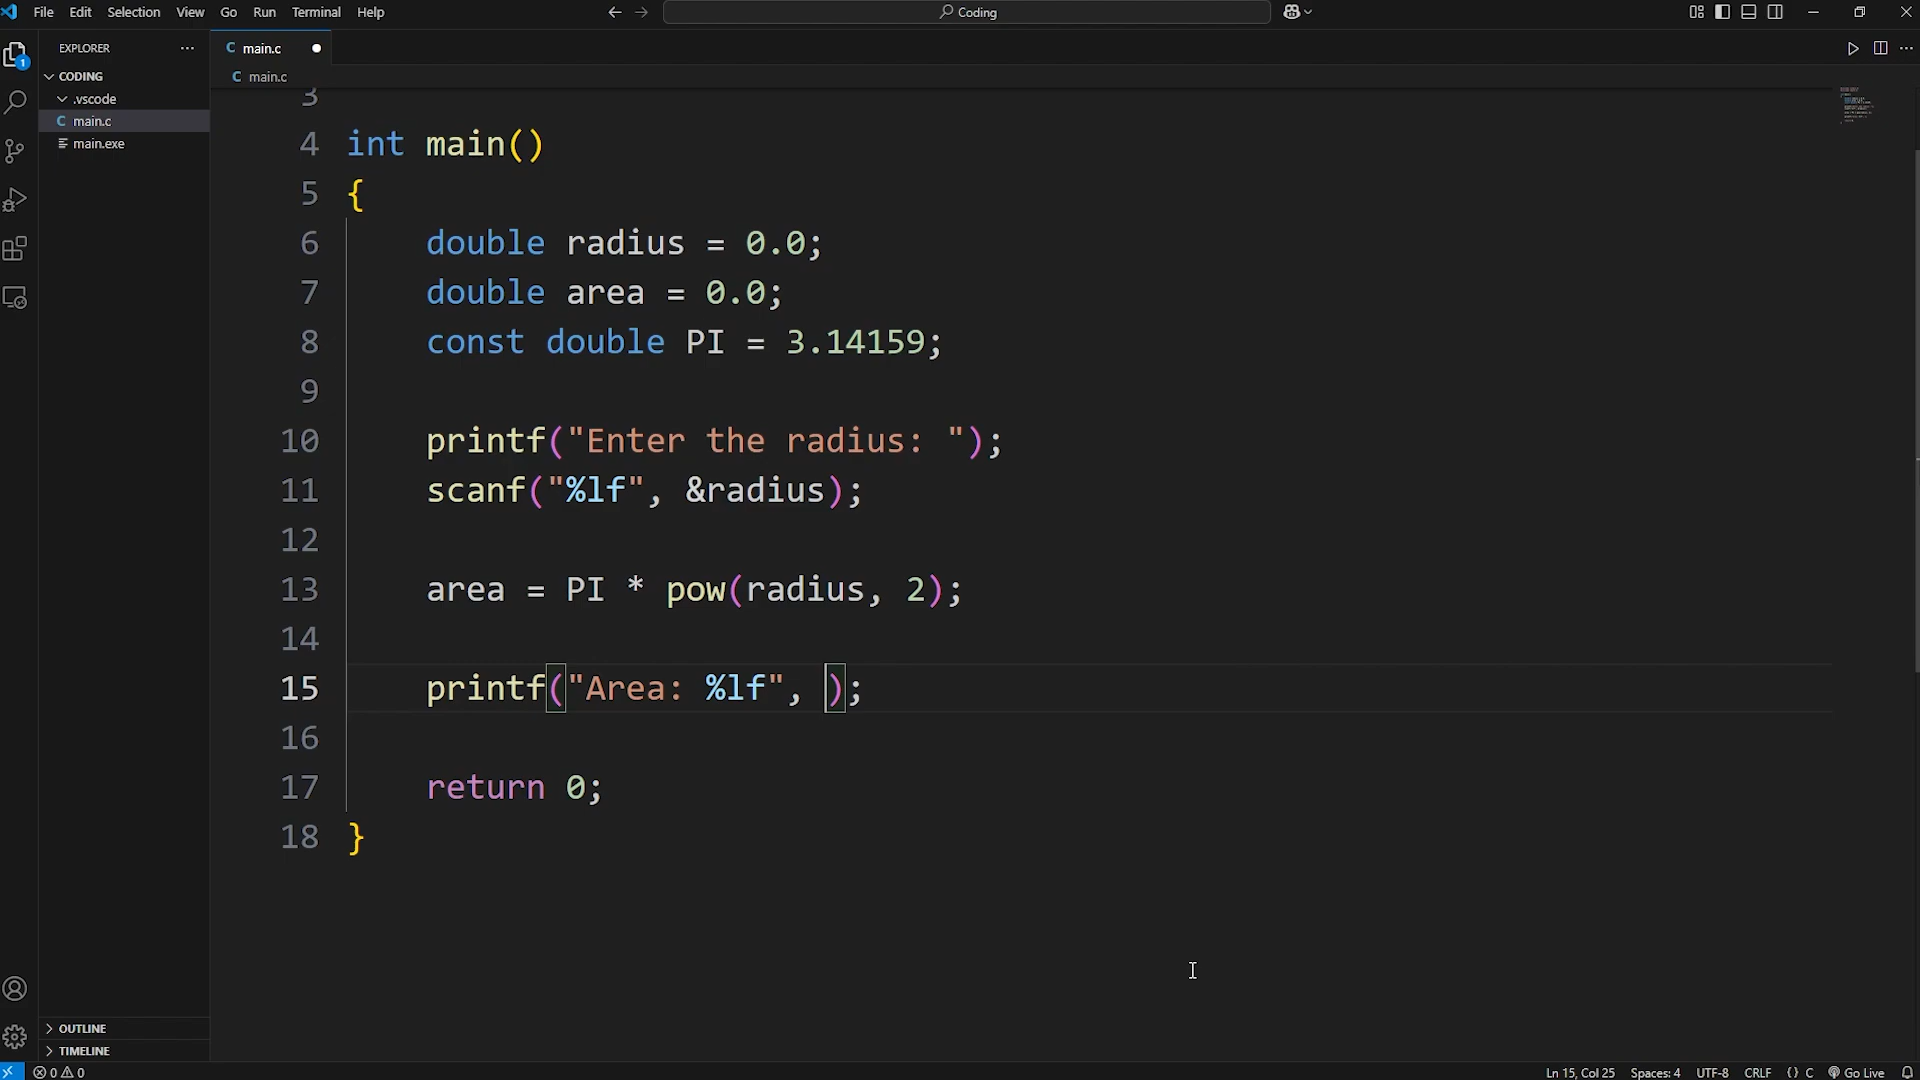 File Edit Selection View Go Run Terminal Help
Coding
EXPLORER
CODING
.vscode
C main.c
main.exe
OUTLINE
TIMELINE
1
C main.c
C main.c
3
4 int main()
5 {
6 double radius = 0.0;
7 double area = 0.0;
8 const double PI = 3.14159;
9
10 printf("Enter the radius: ");
11 scanf("%lf", &radius);
12
13 area = PI * pow(radius, 2);
14
15 printf("Area: %lf", );
16
17 return 0;
18 }
0 0 Ln 15, Col 25 Spaces: 4 UTF-8 CRLF {} C Go Live